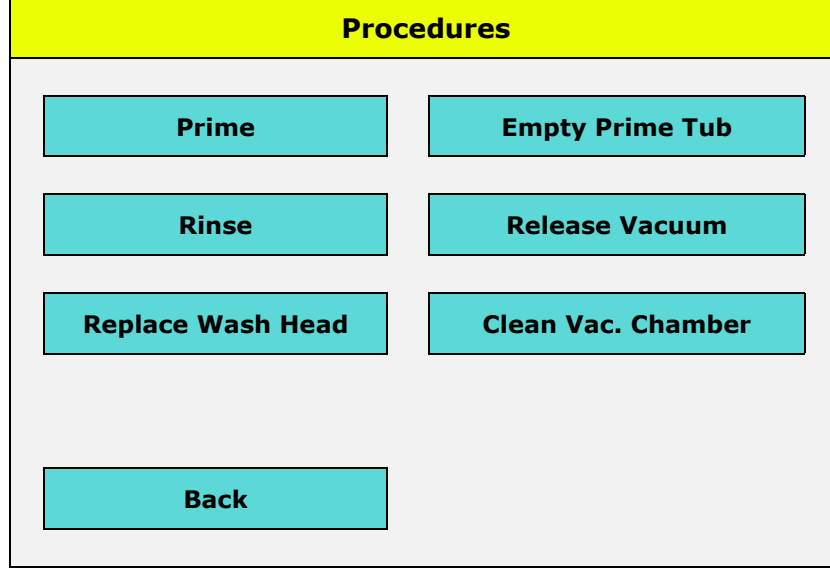 Procedures
Prime
Empty Prime Tub
Rinse
Release Vacuum
Replace Wash Head
Clean Vac. Chamber
Back